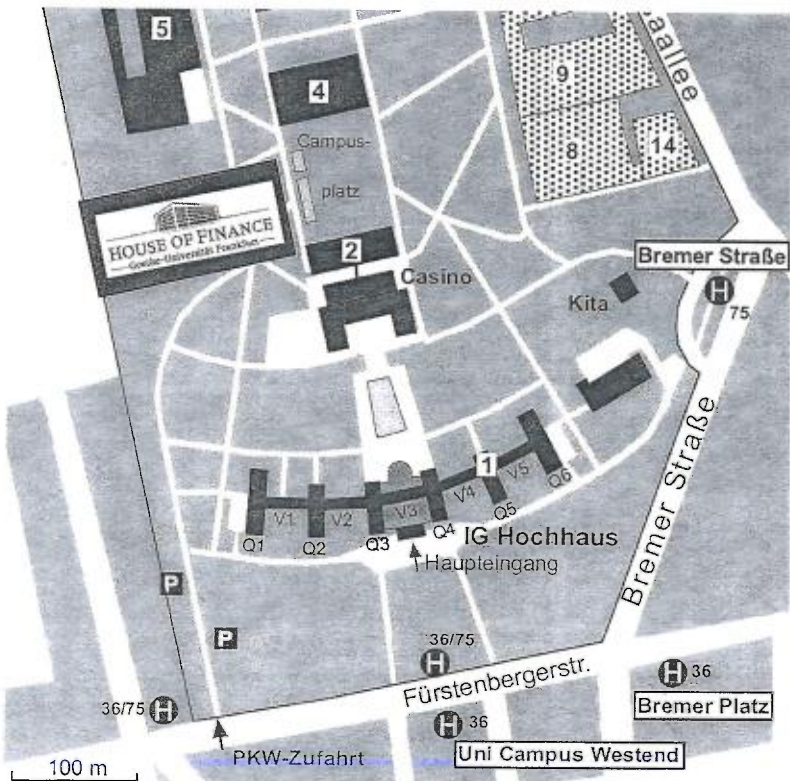 5
4
9
8
14
aallee
Campus-
platz
HOUSE OF FINANCE
Goethe-Universität Frankfurt
2
Casino
Bremer Straße
H
75
Kita
Bremer Straße
1
V1
V2
V3
V4
V5
Q1
Q2
Q3
Q4
Q5
Q6
IG Hochhaus
Haupteingang
P
P
36/75
H
Fürstenbergerstr.
H 36
Bremer Platz
36/75 H
H 36
Uni Campus Westend
PKW-Zufahrt
100 m